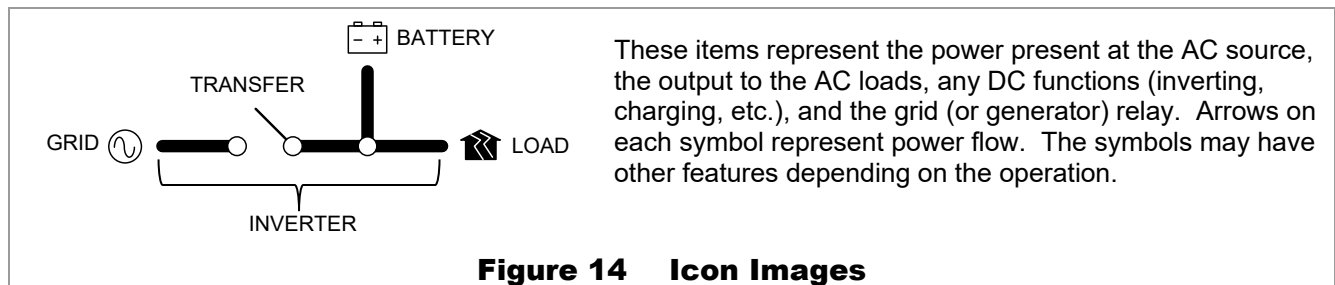 BATTERY
TRANSFER
GRID
LOAD
INVERTER
These items represent the power present at the AC source,
the output to the AC loads, any DC functions (inverting,
charging, etc.), and the grid (or generator) relay. Arrows on
each symbol represent power flow. The symbols may have
other features depending on the operation.
Figure 14 Icon Images